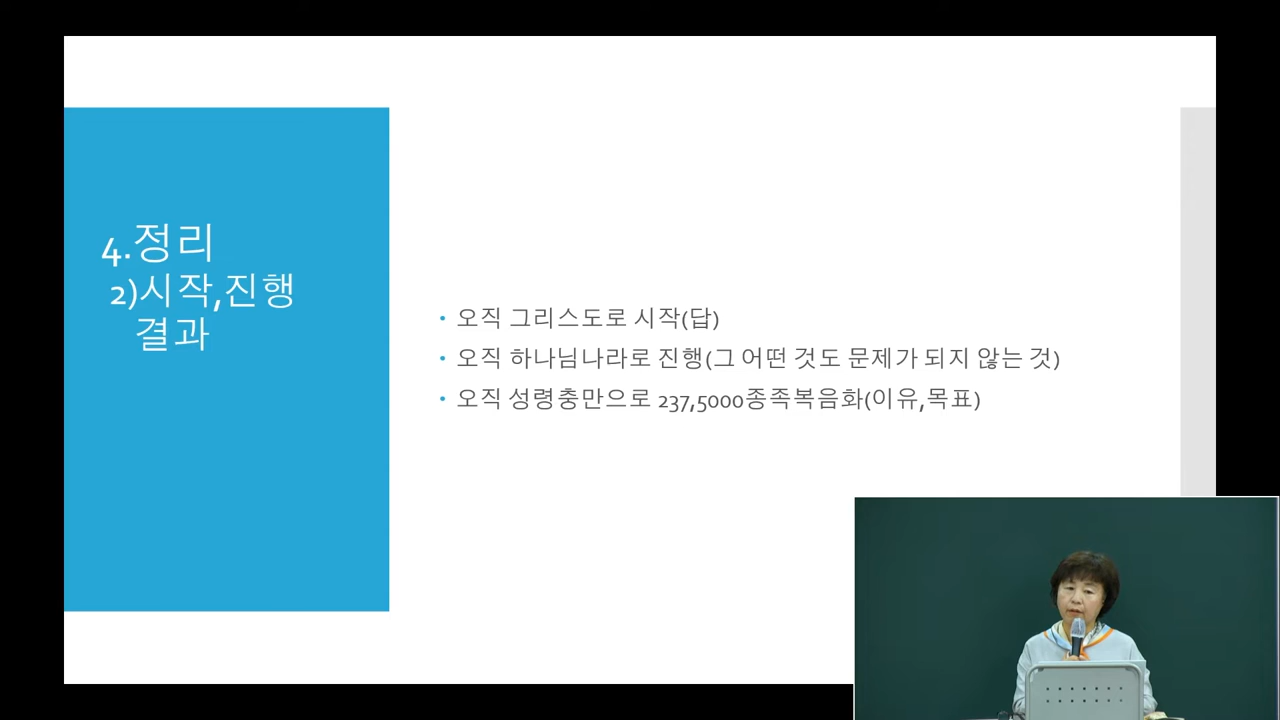 4.정리
2)시작,진행
결과
• 오직 그리스도로 시작(답)
• 오직 하나님나라로 진행(그 어떤 것도 문제가 되지 않는 것)
• 오직 성령충만으로 237,5000종족복음화(이유,목표)